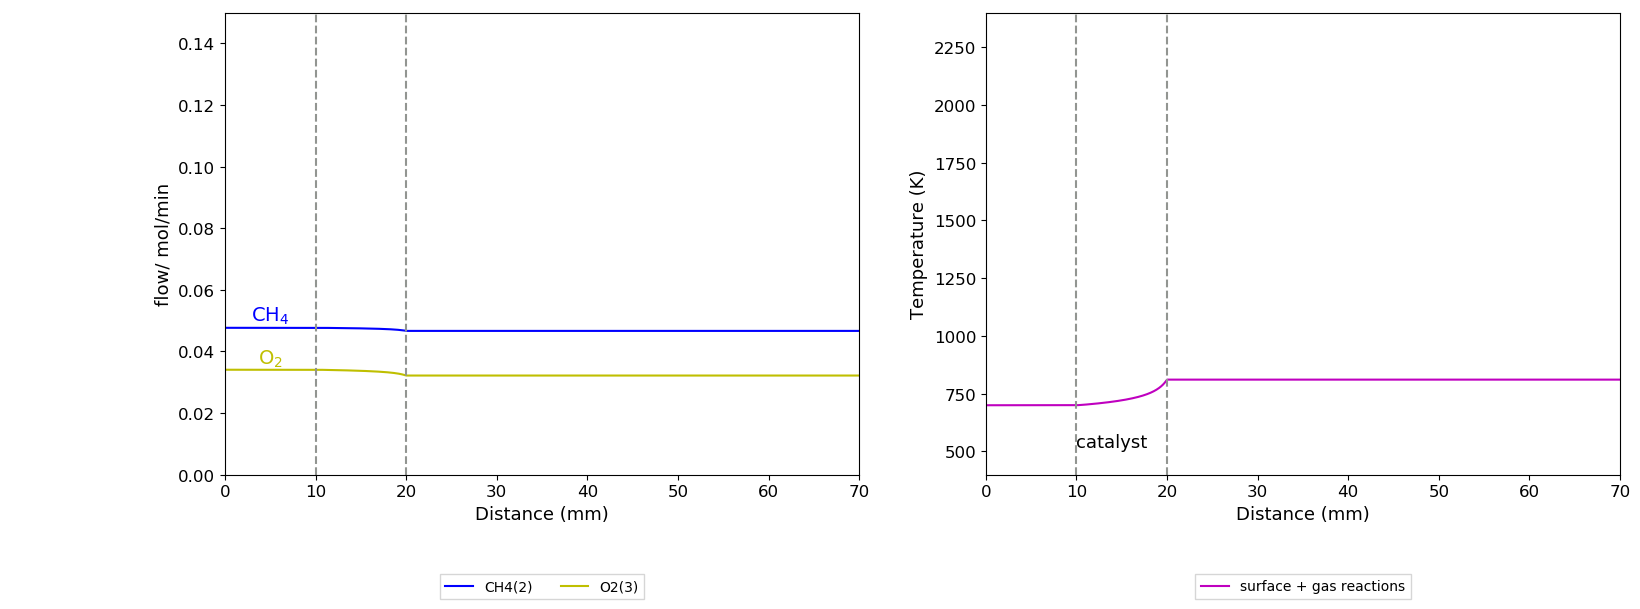 0.14
0.12
0.10
0.08
0.06
0.04
0.02
0.00
flow/ mol/min
CH₄
O₂
0 10 20 30 40 50 60 70
Distance (mm)
CH4(2) O2(3)
2250
2000
1750
1500
1250
1000
750
500
Temperature (K)
catalyst
0 10 20 30 40 50 60 70
Distance (mm)
surface + gas reactions